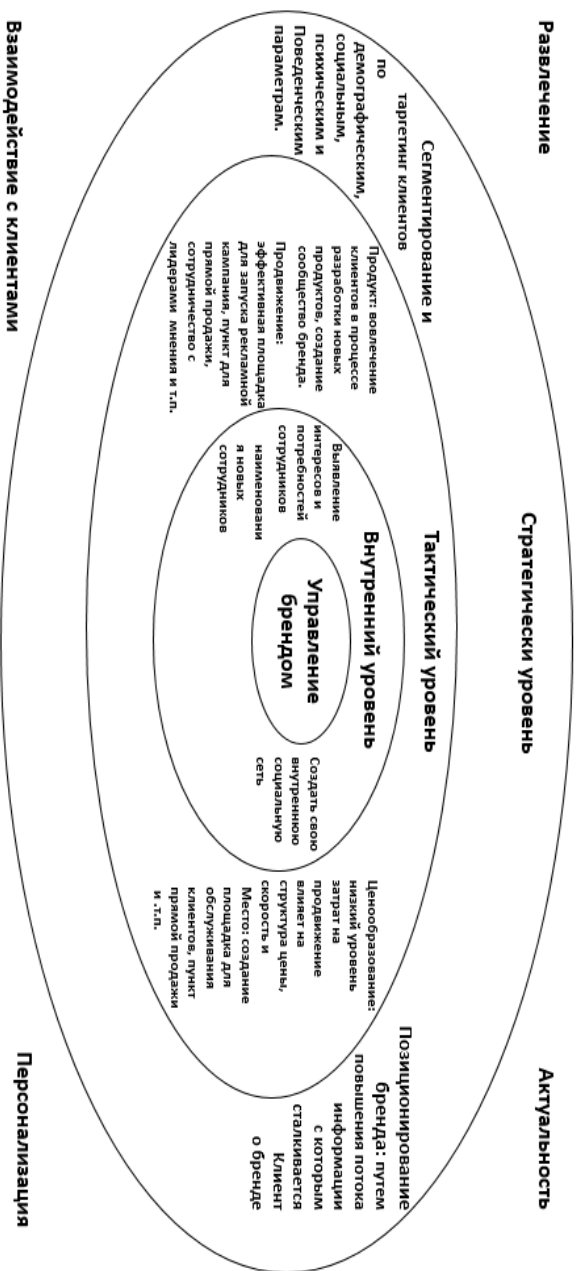 Развлечение
Актуальность
Стратегически уровень
Сегментирование и
таргетинг клиентов
по
демографическим,
социальным,
психическим и
Поведенческим
параметрам.
Тактический уровень
Продукт: вовлечение
клиентов в процессе
разработки новых
продуктов, создание
сообщество бренда.
Продвижение:
эффективная площадка
для запуска рекламной
кампания, пункт для
прямой продажи,
сотрудничество с
лидерами мнения и т.п.
Внутренний уровень
Выявление
интересов и
потребностей
сотрудников
наименовани
я новых
сотрудников
Управление
брендом
Создать свою
внутреннюю
социальную
сеть
Ценообразование:
низкий уровень
затрат на
продвижение
влияет на
структура цены,
скорость и
Место: создание
площадка для
обслуживания
клиентов, пункт
прямой продажи
и .т.п.
Позиционирование
бренда: путем
повышения потока
информации
с которым
сталкивается
Клиент
о бренде
Взаимодействие с клиентами
Персонализация